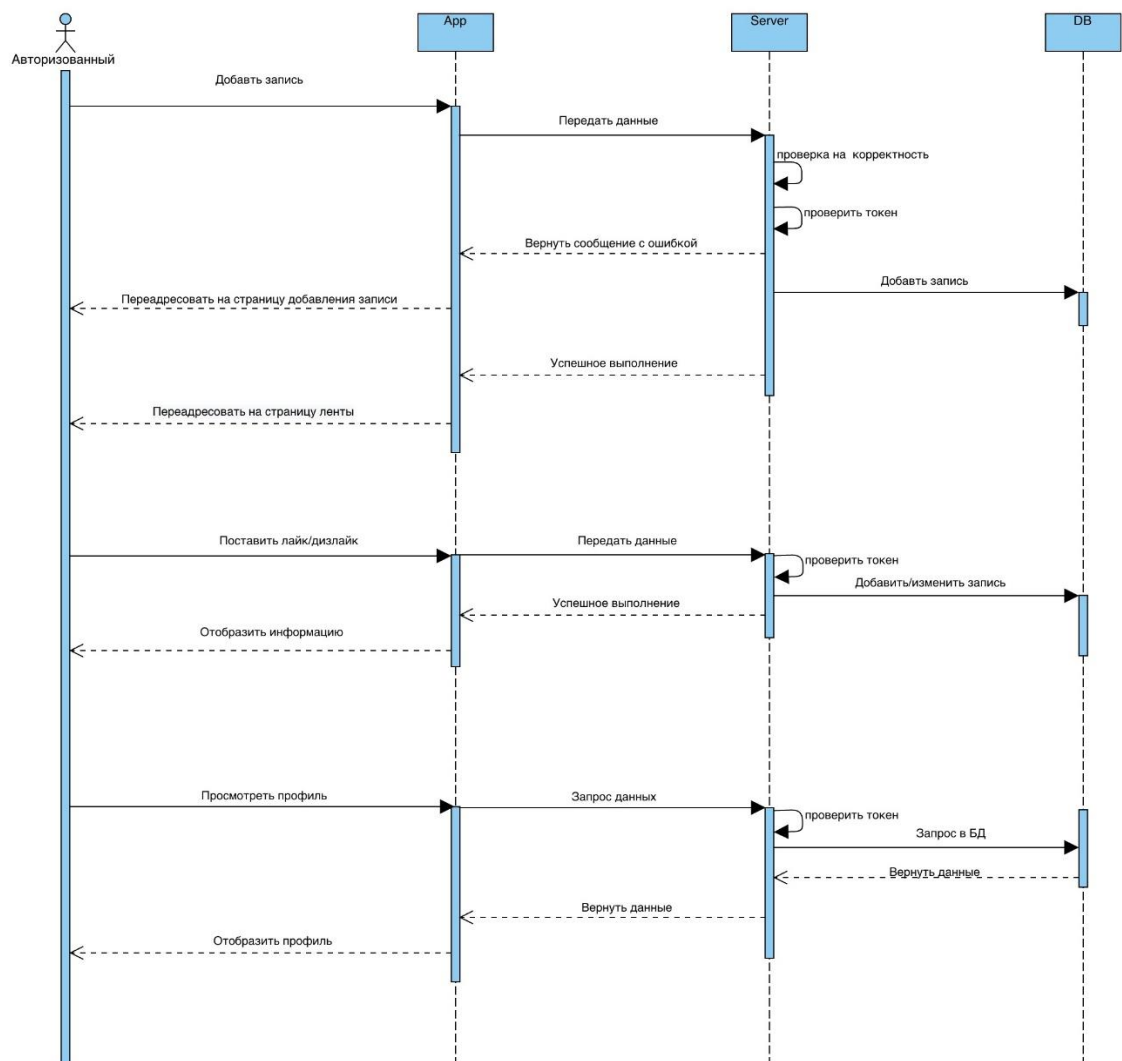 App
Server
DB
Авторизованный
Добавть запись
Передать данные
проверка на корректность
проверить токен
Вернуть сообщение с ошибкой
Добавть запись
Переадресовать на страницу добавления записи
Успешное выполнение
Переадресовать на страницу ленты
Поставить лайк/дизлайк
Передать данные
проверить токен
Добавить/изменить запись
Успешное выполнение
Отобразить информацию
Просмотреть профиль
Запрос данных
проверить токен
Запрос в БД
Вернуть данные
Вернуть данные
Отобразить профиль